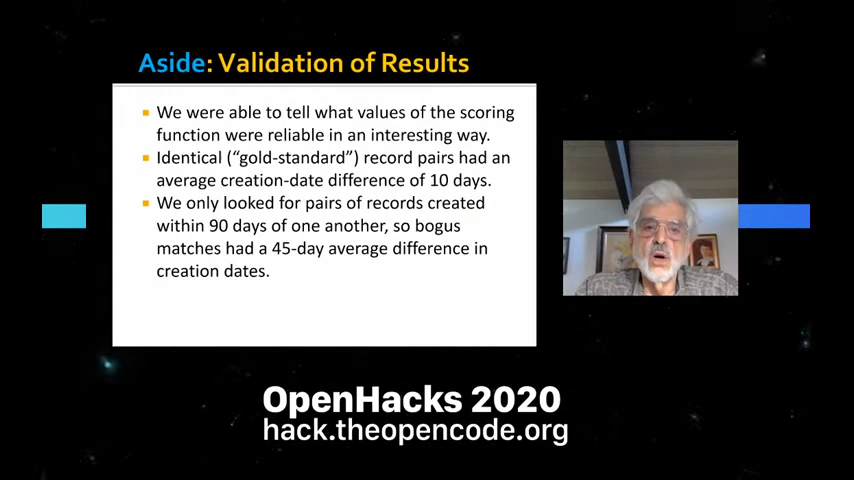 Aside: Validation of Results
We were able to tell what values of the scoring
function were reliable in an interesting way.
Identical (“gold-standard”) record pairs had an
average creation-date difference of 10 days.
We only looked for pairs of records created
within 90 days of one another, so bogus
matches had a 45-day average difference in
creation dates.
OpenHacks 2020
hack.theopencode.org